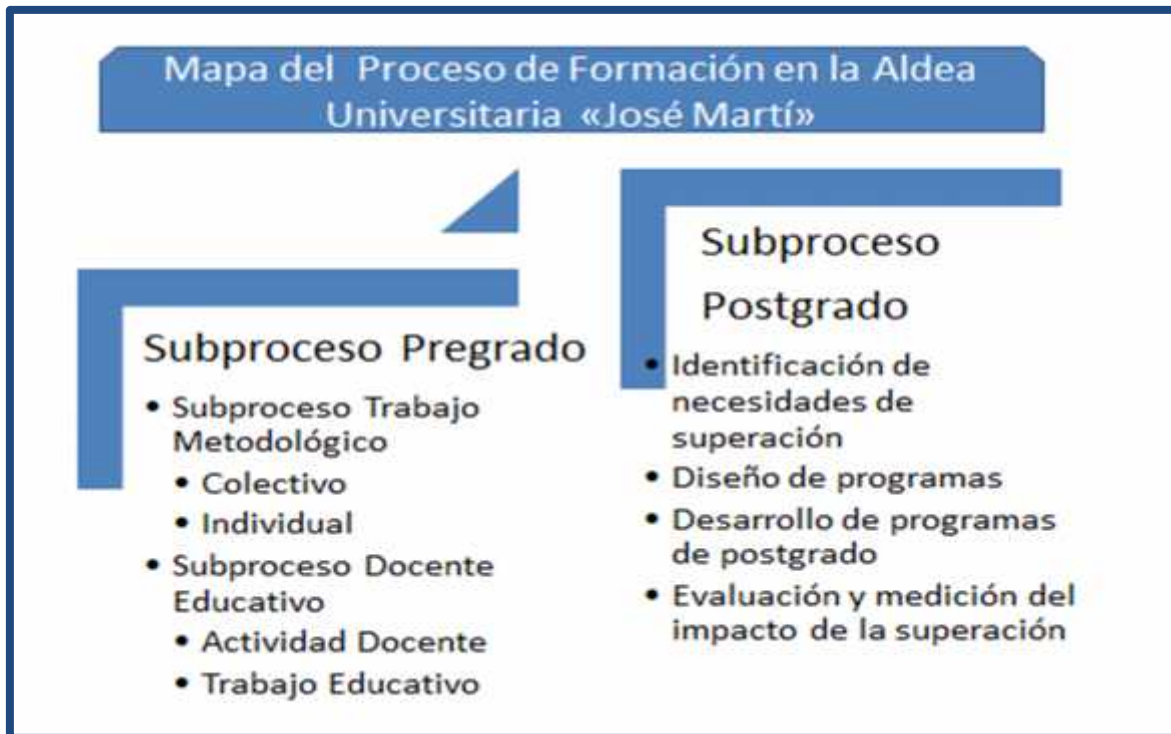 Mapa del Proceso de Formación en la Aldea
Universitaria «José Martí»
Subproceso Pregrado
• Subproceso Trabajo
Metodológico
• Colectivo
• Individual
• Subproceso Docente
Educativo
• Actividad Docente
• Trabajo Educativo
Subproceso
Postgrado
• Identificación de
necesidades de
superación
• Diseño de programas
• Desarrollo de programas
de postgrado
• Evaluación y medición del
impacto de la superación